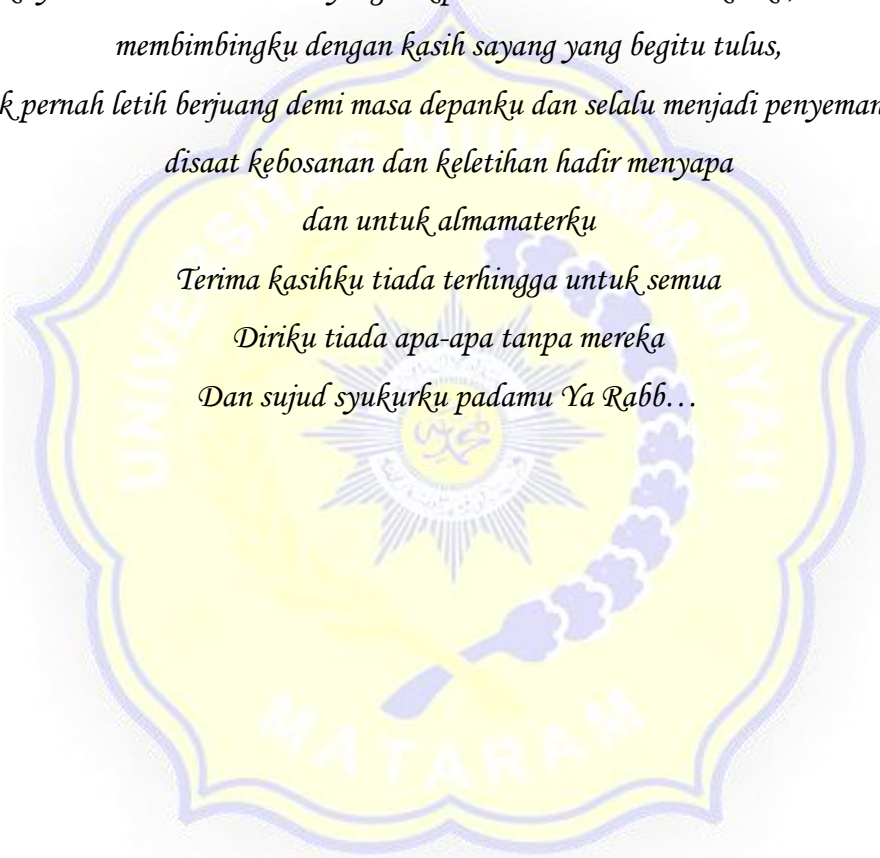 membimbingku dengan kasih sayang yang begitu tulus,
pernah letih berjuang demi masa depanku dan selalu menjadi
disaat kebosanan dan keletihan hadir menyapa
dan untuk almamaterku
Terima kasihku tiada terhingga untuk semua
Diriku tiada apa-apa tanpa mereka
Dan sujud syukurku padamu Ya Rabb…
UNIVERSITAS MUHAMMADIYAH
MATARAM